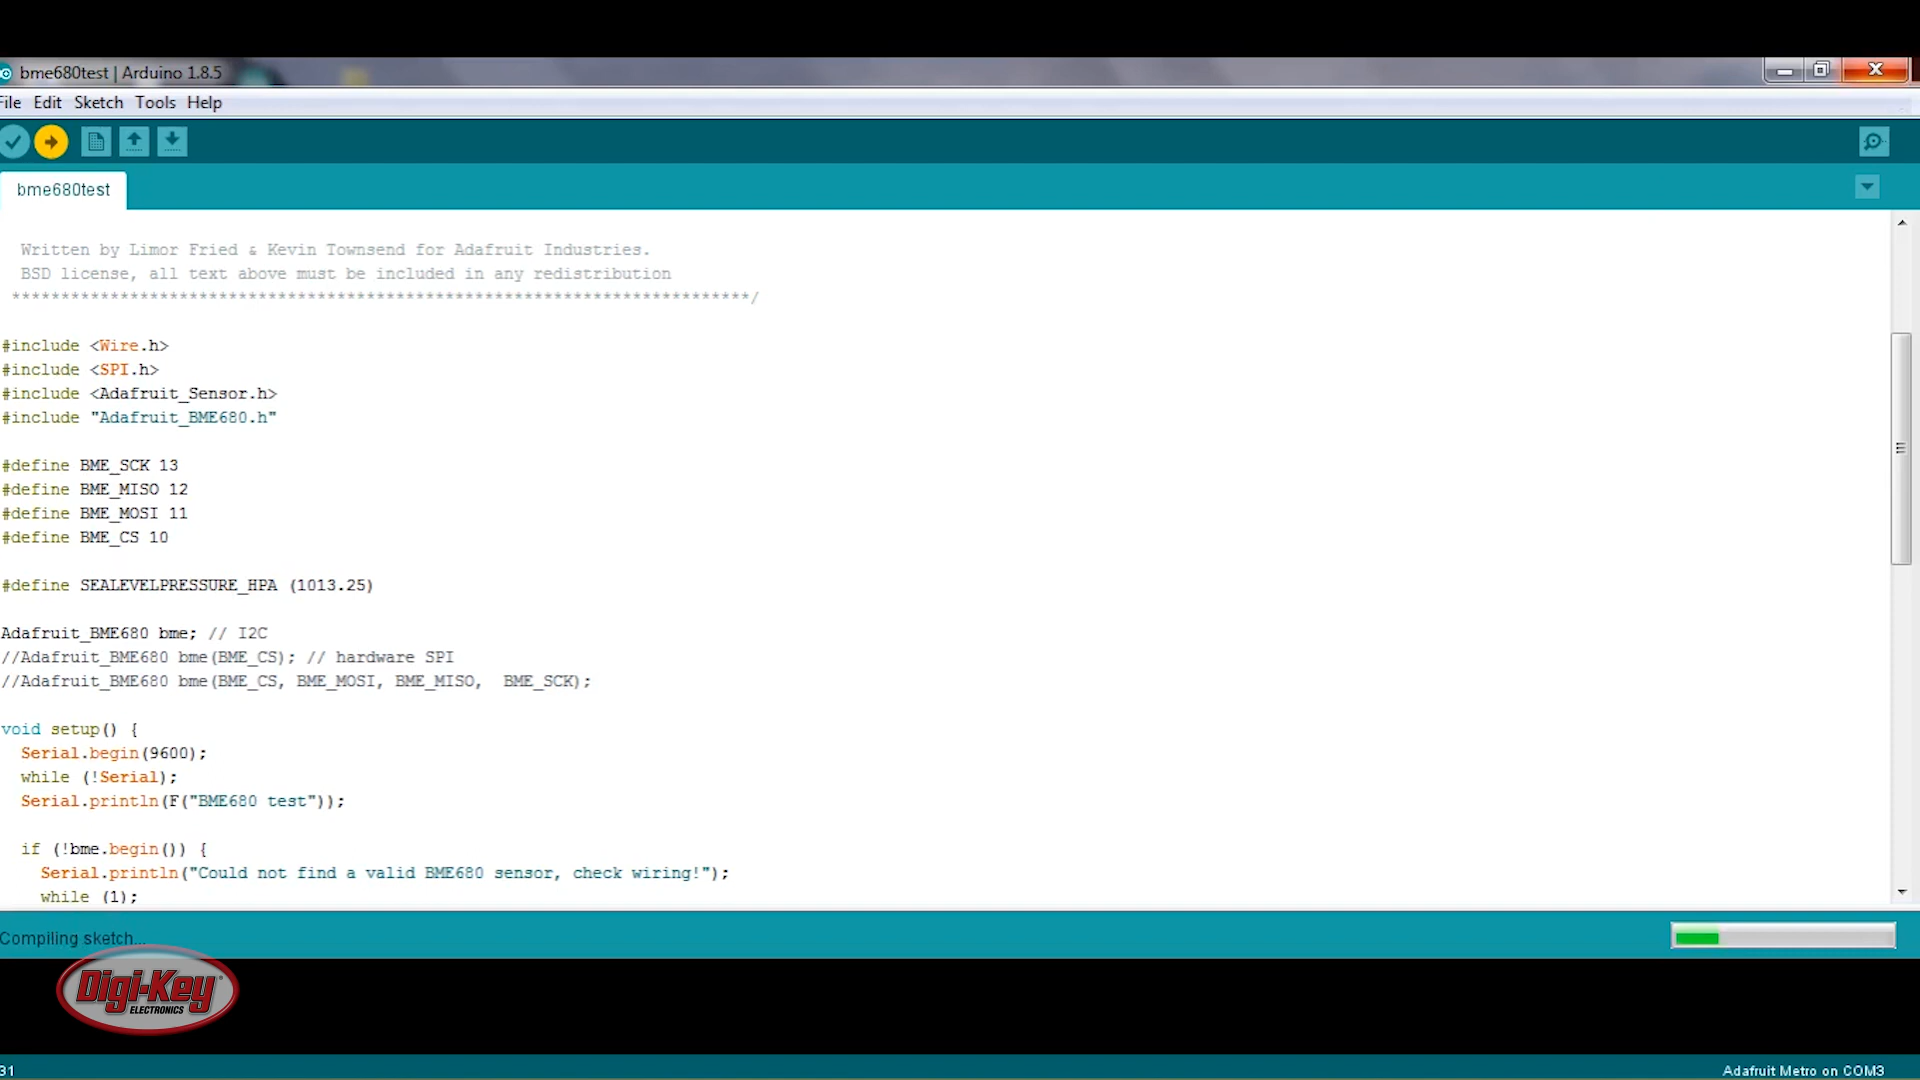 bme680test | Arduino 1.8.5
File Edit Sketch Tools Help
bme680test
Written by Limor Fried & Kevin Townsend for Adafruit Industries.
BSD license, all text above must be included in any redistribution
***************************************************************************/
#include <Wire.h>
#include <SPI.h>
#include <Adafruit_Sensor.h>
#include "Adafruit_BME680.h"
#define BME_SCK 13
#define BME_MISO 12
#define BME_MOSI 11
#define BME_CS 10
#define SEALEVELPRESSURE_HPA (1013.25)
Adafruit_BME680 bme; // I2C
//Adafruit_BME680 bme(BME_CS); // hardware SPI
//Adafruit_BME680 bme(BME_CS, BME_MOSI, BME_MISO,  BME_SCK);
void setup() {
Serial.begin(9600);
while (!Serial);
Serial.println(F("BME680 test"));
if (!bme.begin()) {
Serial.println("Could not find a valid BME680 sensor, check wiring!");
while (1);
Compiling sketch...
Digi-Key
ELECTRONICS
31
Adafruit Metro on COM3